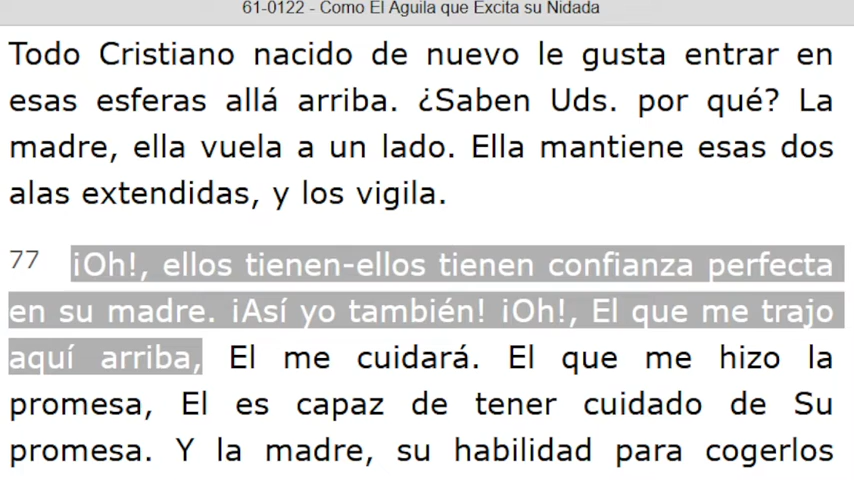 61-0122 - Como El Aguila que Excita su Nidada
Todo Cristiano nacido de nuevo le gusta entrar en
esas esferas allá arriba. ¿Saben Uds. por qué? La
madre, ella vuela a un lado. Ella mantiene esas dos
alas extendidas, y los vigila.
77 ¡Oh!, ellos tienen-ellos tienen confianza perfecta
en su madre. ¡Así yo también! ¡Oh!, El que me trajo
aquí arriba, El me cuidará. El que me hizo la
promesa, El es capaz de tener cuidado de Su
promesa. Y la madre, su habilidad para cogerlos